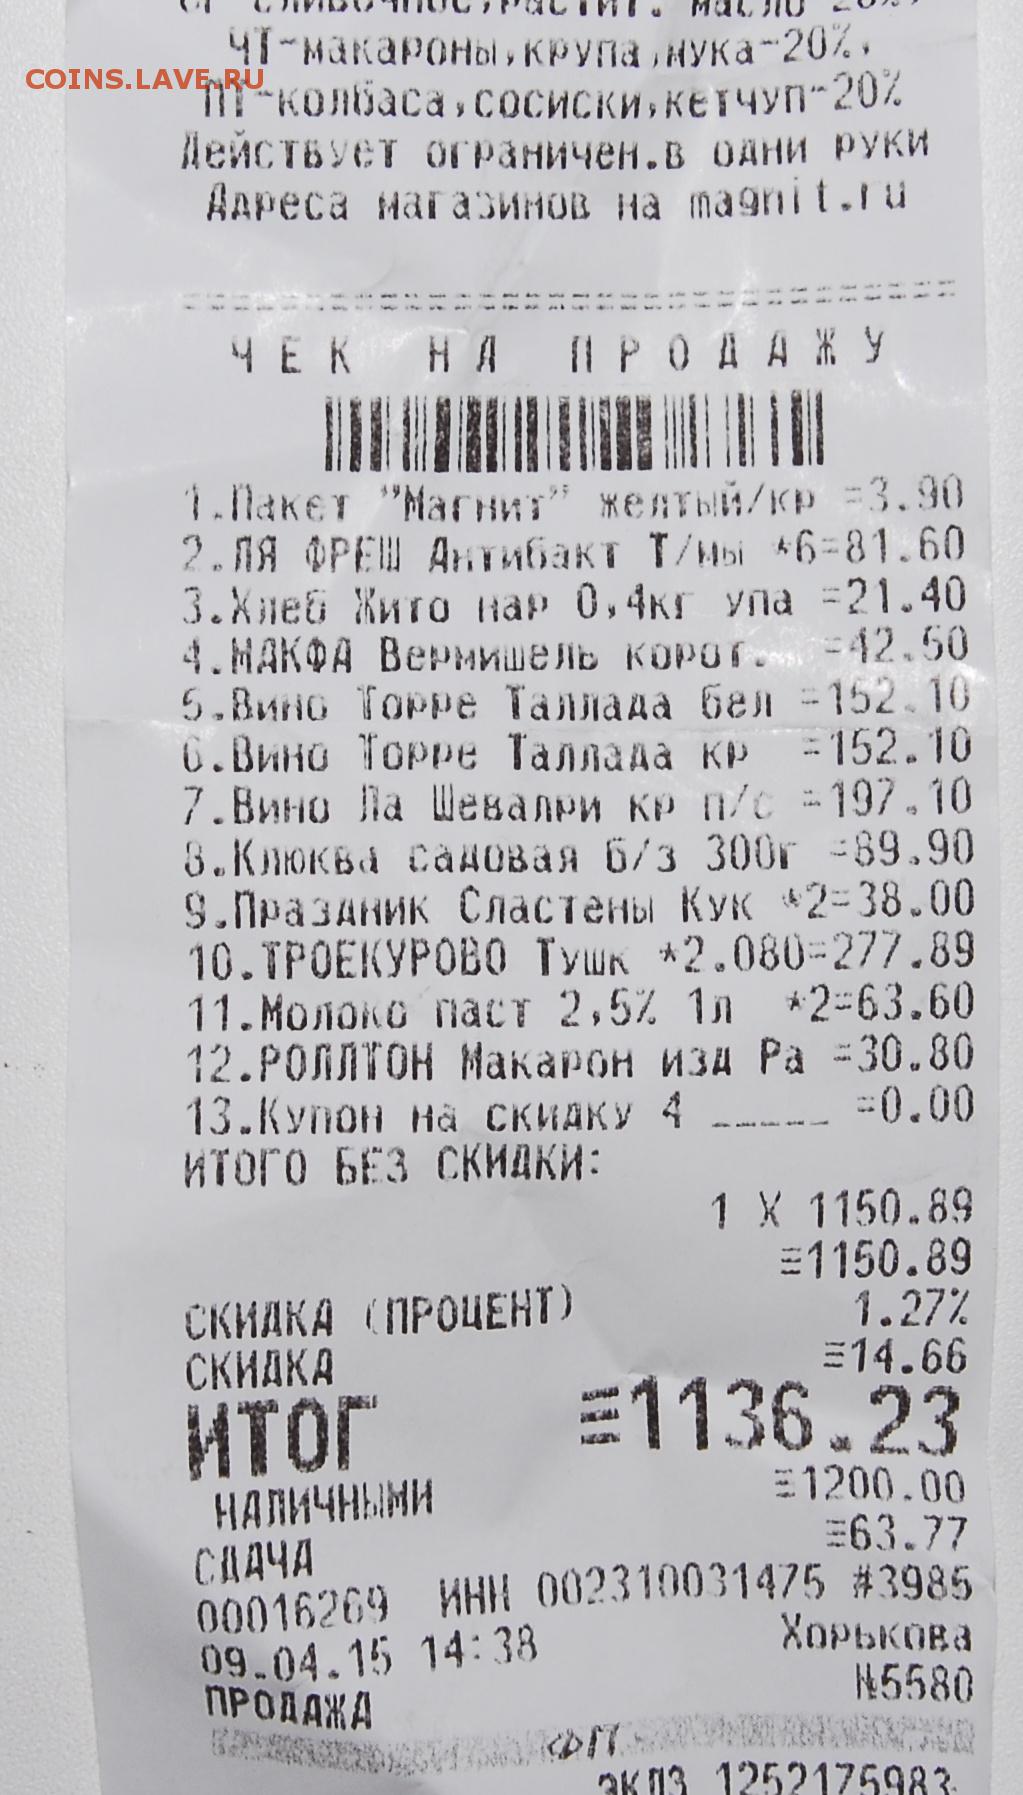 сливочное,растит. масло 20%,
COINS.LAVE.RU
ЧТ-макароны,крупа,мука-20%,
ПТ-колбаса,сосиски,кетчуп-20%
Действует ограничен.в одни руки
Адреса магазинов на magnit.ru
ЧЕК НА ПРОДАЖУ
1.Пакет "Магнит" желтый/кр =3.90
2.ЛЯ ФРЕШ Антибакт Т/мы *6=81.60
3.Хлеб Жито нар 0,4кг упа =21.40
4.МАКФА Вермишель корот. =42.50
5.Вино Торре Таллада бел =152.10
6.Вино Торре Таллада кр =152.10
7.Вино Ла Шевалри кр п/с =197.10
8.Клюква садовая б/з 300г =89.90
9.Праздник Сластены Кук *2=38.00
10.ТРОЕКУРОВО Тушк *2.080=277.89
11.Молоко паст 2,5% 1л *2=63.60
12.РОЛЛТОН Макарон изд Ра =30.80
13.Купон на скидку 4 _____ =0.00
ИТОГО БЕЗ СКИДКИ:
1 X 1150.89
≡1150.89
СКИДКА (ПРОЦЕНТ) 1.27%
СКИДКА ≡14.66
ИТОГ ≡1136.23
НАЛИЧНЫМИ ≡1200.00
СДАЧА ≡63.77
00016269 ИНН 002310031475 #3985
09.04.15 14:38 Хорькова
ПРОДАЖА №5580
ФП
ЭКЛЗ 1252175983